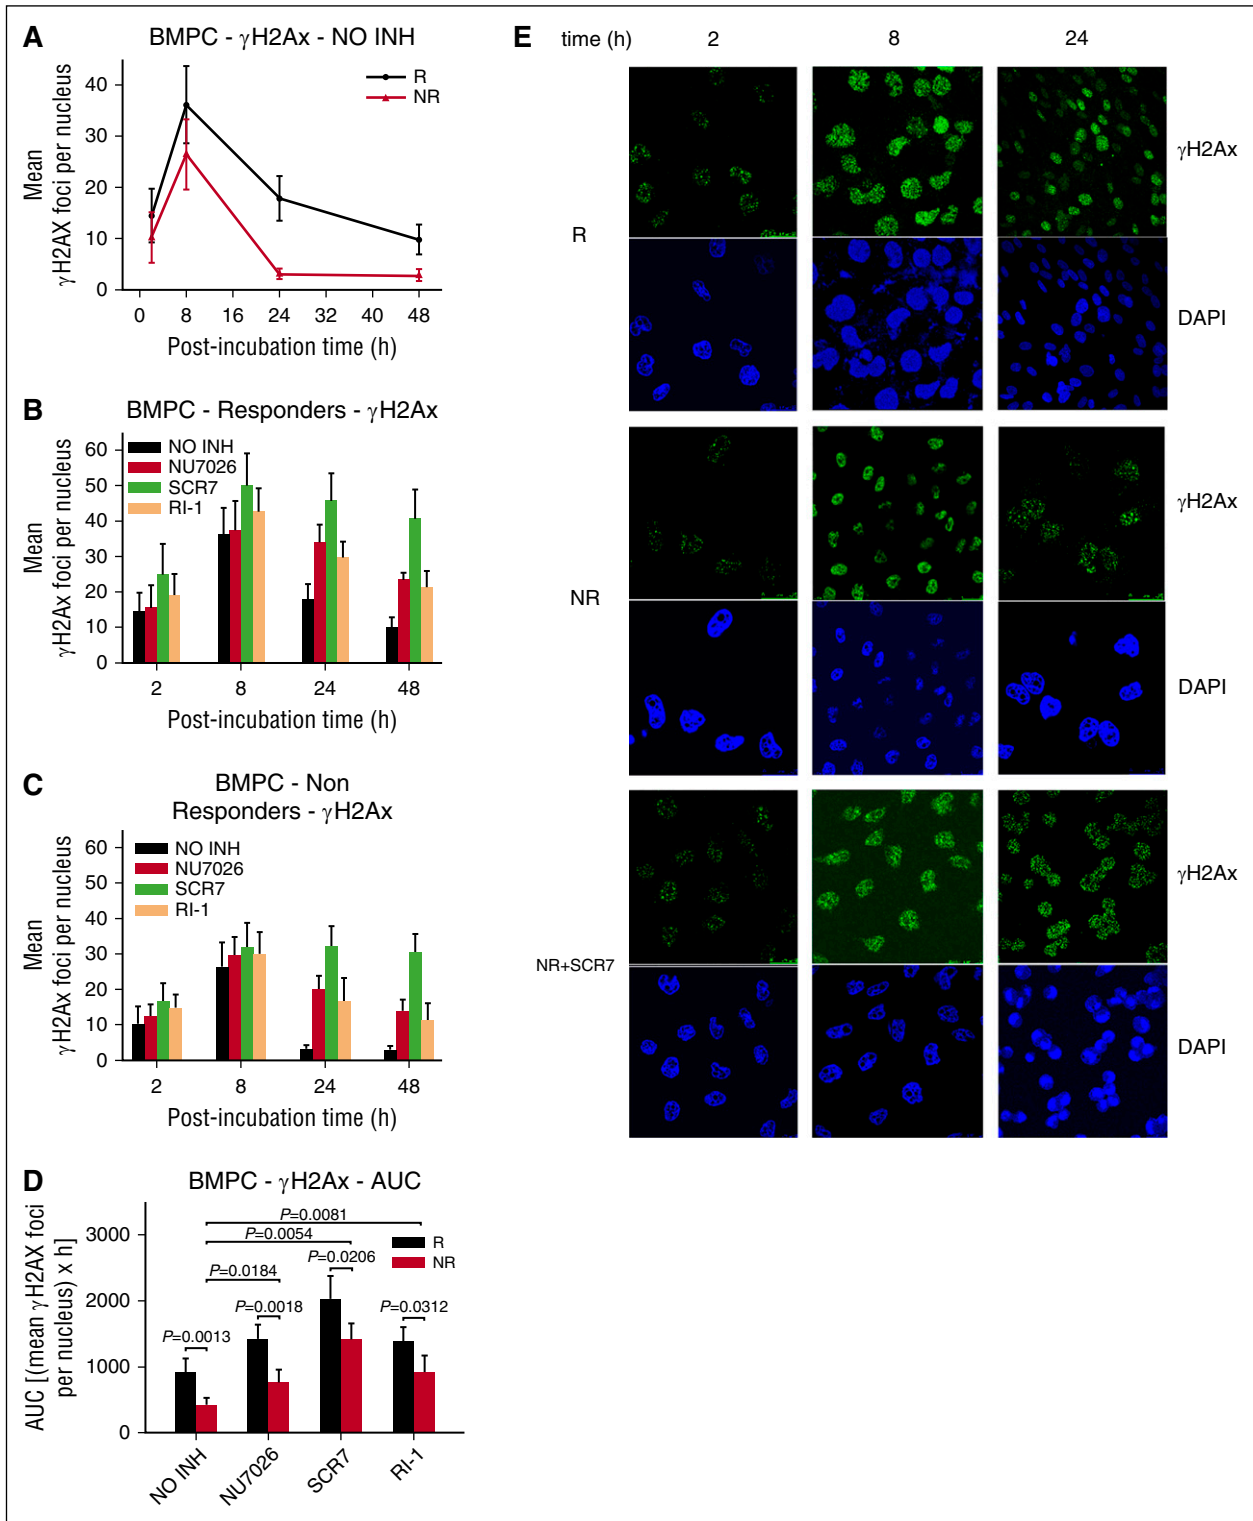 A
BMPC - γH2Ax - NO INH
Mean
γH2AX foci per nucleus
40
30
20
10
0
R
NR
0 8 16 24 32 40 48
Post-incubation time (h)
B
BMPC - Responders - γH2Ax
Mean
γH2Ax foci per nucleus
60
50
40
30
20
10
0
NO INH
NU7026
SCR7
RI-1
2 8 24 48
Post-incubation time (h)
C
BMPC - Non
Responders - γH2Ax
Mean
γH2Ax foci per nucleus
60
50
40
30
20
10
0
NO INH
NU7026
SCR7
RI-1
2 8 24 48
Post-incubation time (h)
D
BMPC - γH2Ax - AUC
AUC [(mean γH2AX foci
per nucleus) x h]
3000
2000
1000
0
P=0.0081
P=0.0054
P=0.0206
P=0.0184
P=0.0018
P=0.0312
P=0.0013
R
NR
NO INH
NU7026
SCR7
RI-1
E
time (h) 2 8 24
R
γH2Ax
DAPI
NR
γH2Ax
DAPI
NR+SCR7
γH2Ax
DAPI